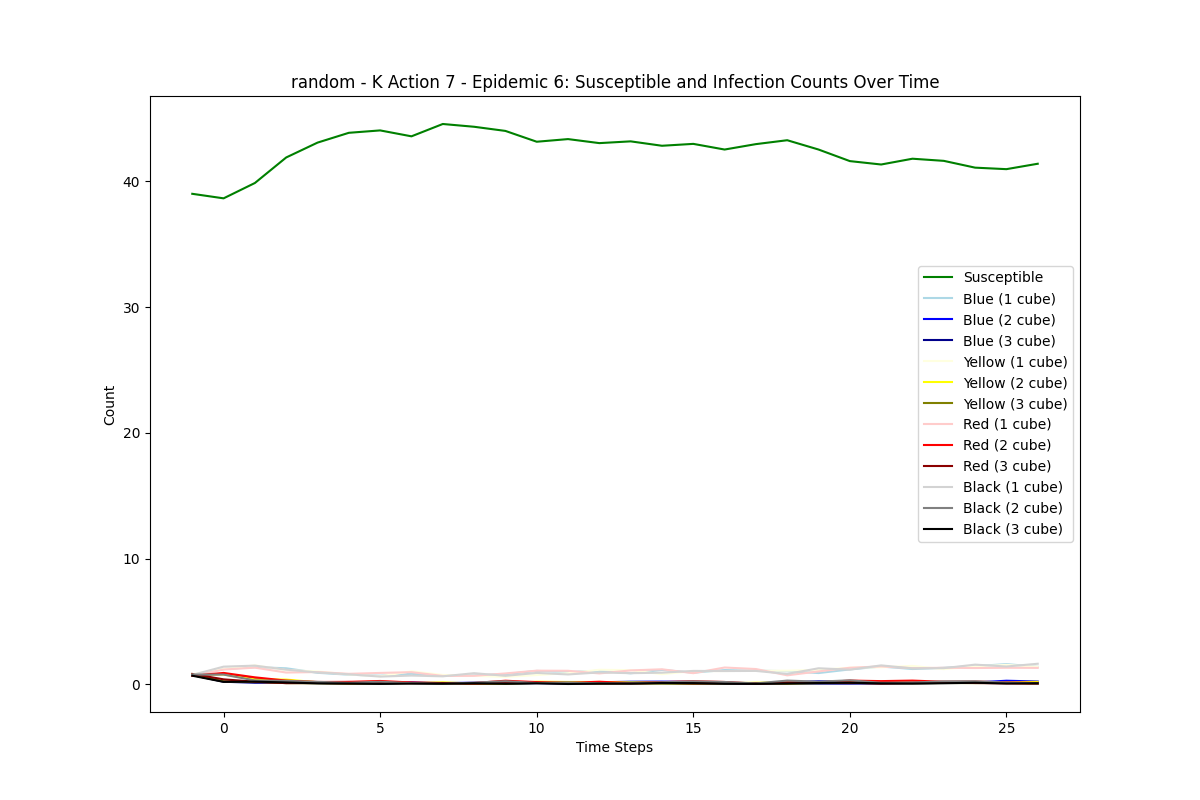 random - K Action 7 - Epidemic 6: Susceptible and Infection Counts Over Time
Count
40
30
20
10
0
Susceptible
Blue (1 cube)
Blue (2 cube)
Blue (3 cube)
Yellow (1 cube)
Yellow (2 cube)
Yellow (3 cube)
Red (1 cube)
Red (2 cube)
Red (3 cube)
Black (1 cube)
Black (2 cube)
Black (3 cube)
0 5 10 15 20 25
Time Steps